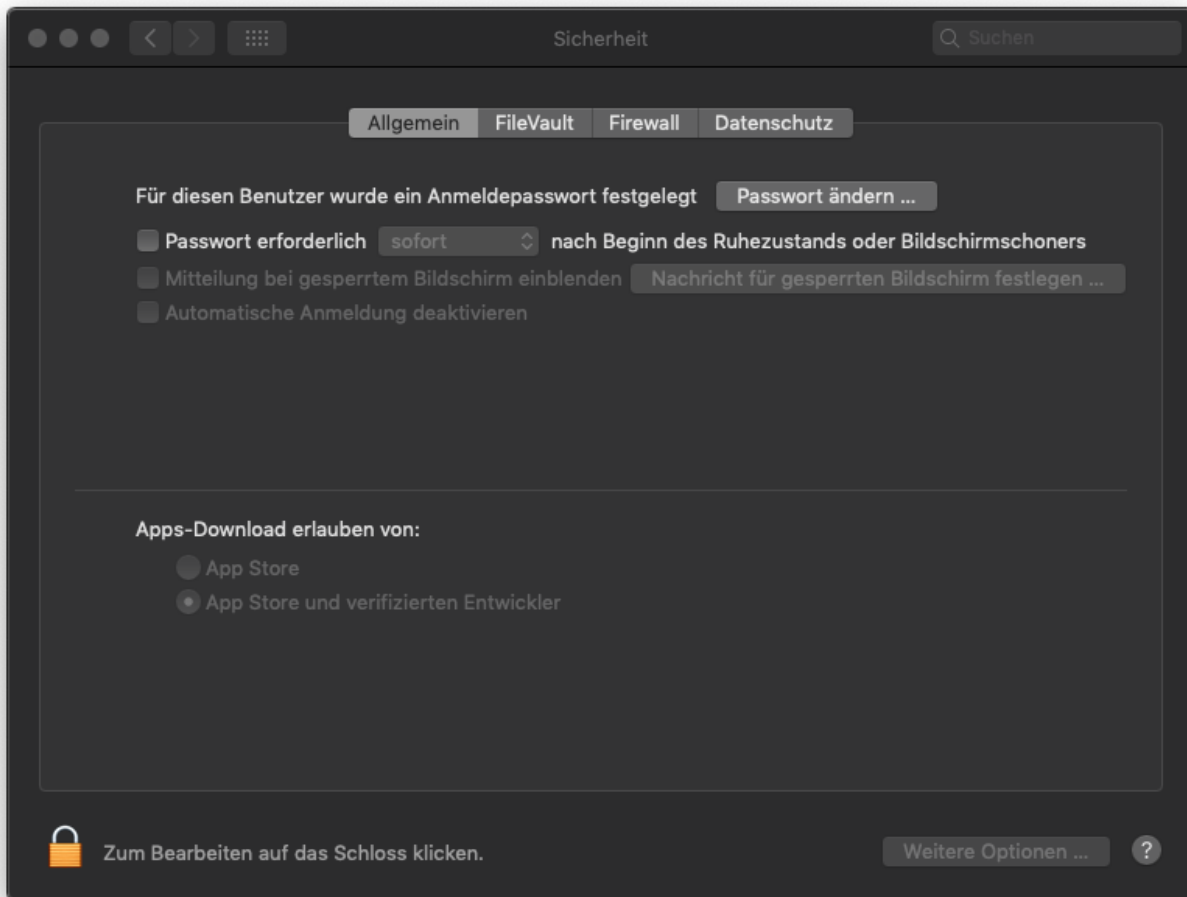 Sicherheit
Suchen
Allgemein FileVault Firewall Datenschutz
Für diesen Benutzer wurde ein Anmeldepasswort festgelegt Passwort ändern ...
Passwort erforderlich sofort nach Beginn des Ruhezustands oder Bildschirmschoners
Mitteilung bei gesperrtem Bildschirm einblenden Nachricht für gesperrten Bildschirm festlegen ...
Automatische Anmeldung deaktivieren
Apps-Download erlauben von:
App Store
App Store und verifizierten Entwickler
Zum Bearbeiten auf das Schloss klicken.
Weitere Optionen ... ?